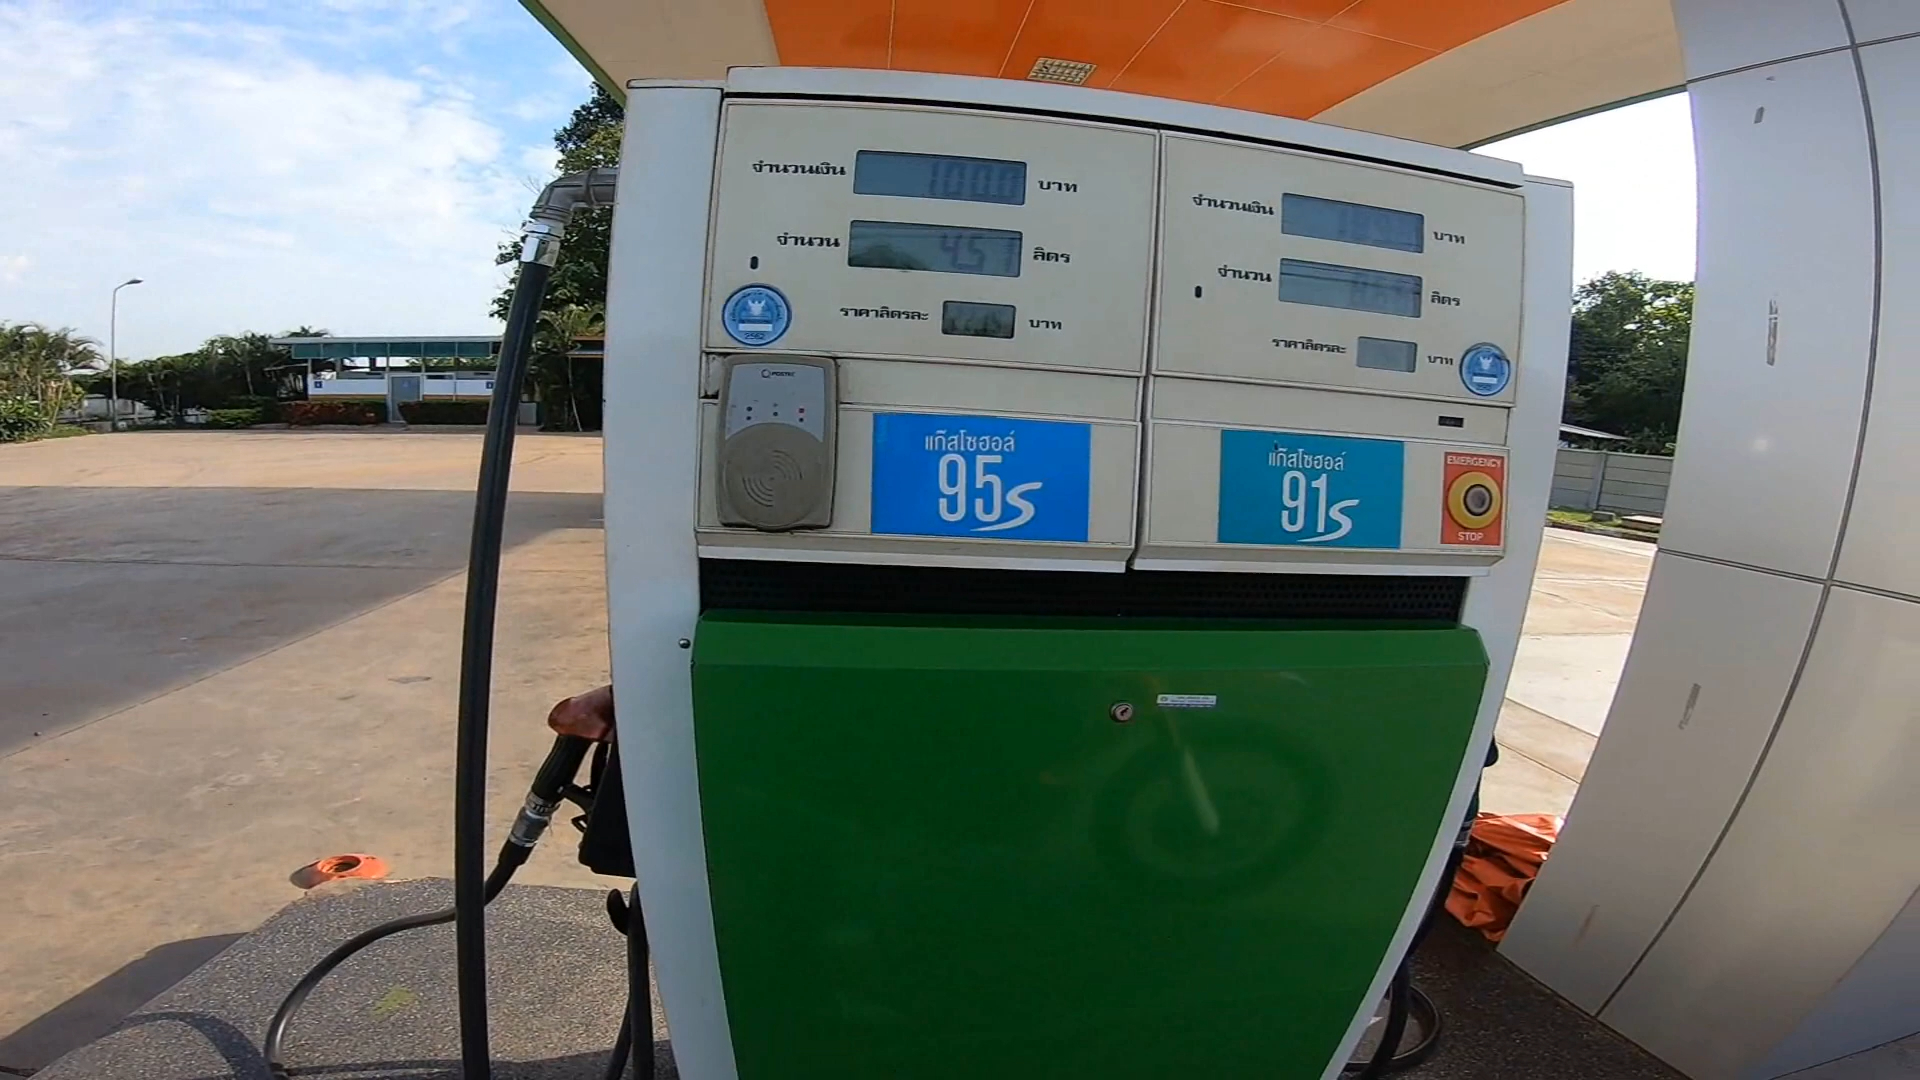 จำนวนเงิน 100.0 บาท
จำนวน 4.51 ลิตร
ราคาลิตรละ บาท
2562
จำนวนเงิน บาท
จำนวน ลิตร
ราคาลิตรละ บาท
แก๊สโซฮอล์
95s
แก๊สโซฮอล์
91s
EMERGENCY
STOP